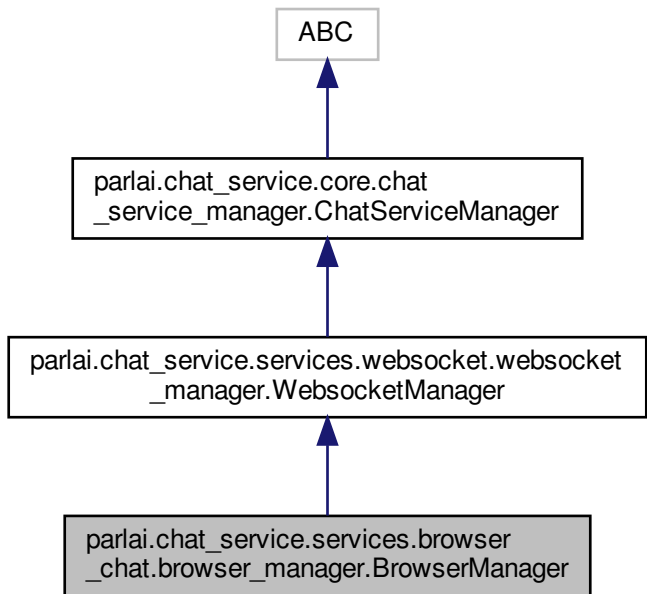 ABC
parlai.chat_service.core.chat
_service_manager.ChatServiceManager
parlai.chat_service.services.websocket.websocket
_manager.WebsocketManager
parlai.chat_service.services.browser
_chat.browser_manager.BrowserManager